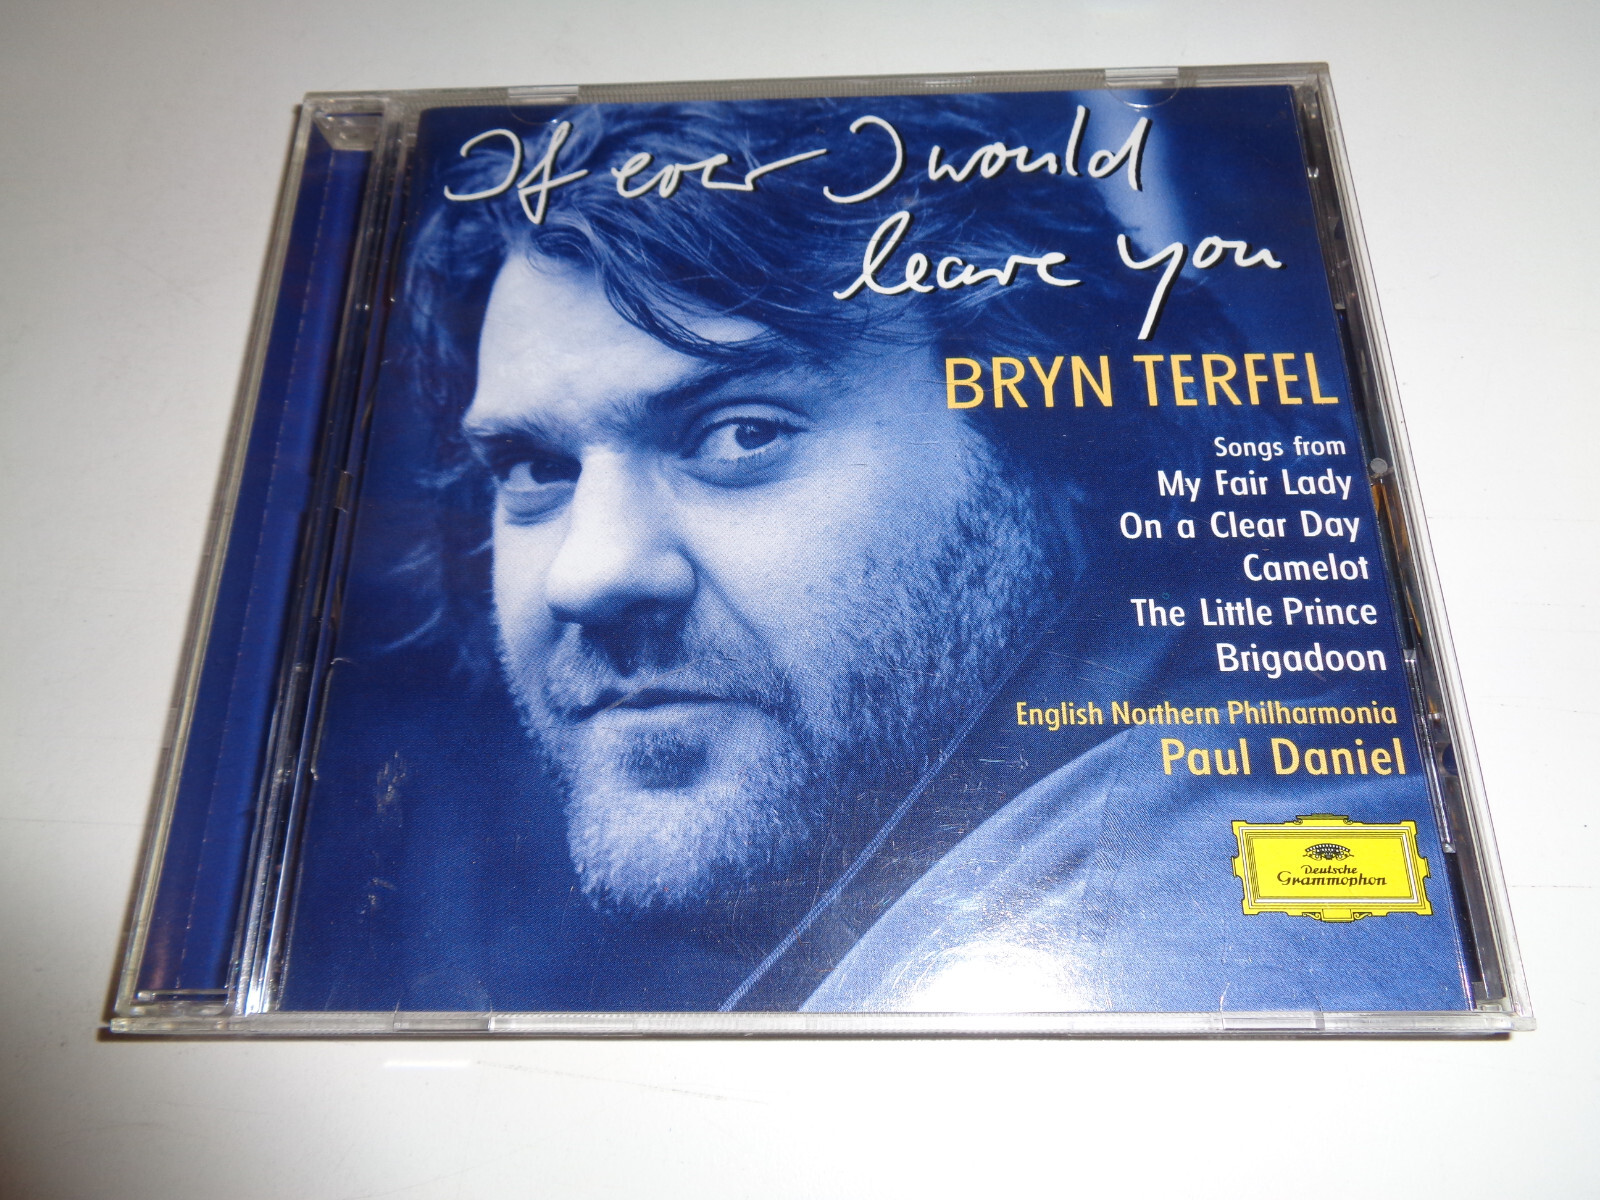 If ever I would
leave you
BRYN TERFEL
Songs from
My Fair Lady
On a Clear Day
Camelot
The Little Prince
Brigadoon
English Northern Philharmonia
Paul Daniel
Deutsche
Grammophon